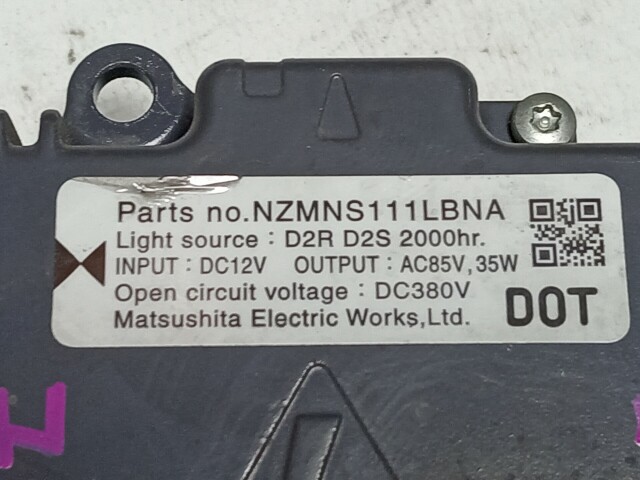 Parts no.NZMNS111LBNA
Light source : D2R D2S 2000hr.
INPUT : DC12V OUTPUT : AC85V, 35W
Open circuit voltage : DC380V
Matsushita Electric Works,Ltd. DOT